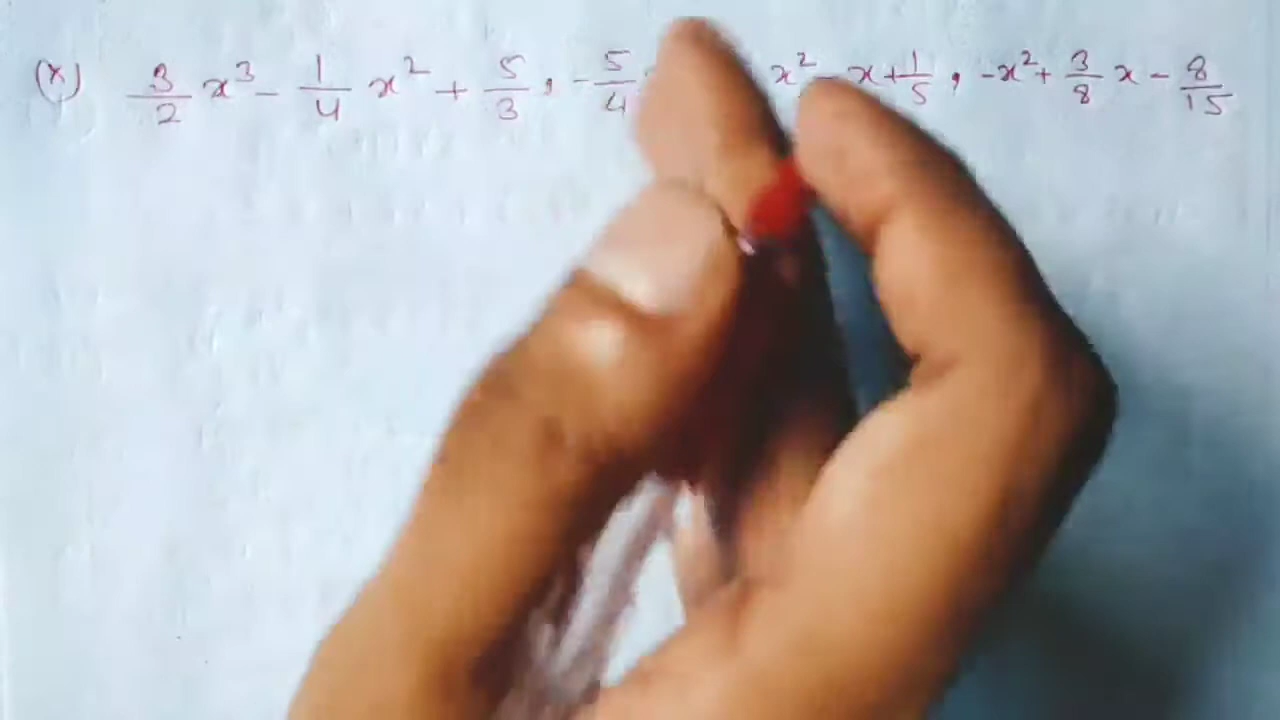 (x) 3/2 x³ - 1/4 x² + 5/3, -5/4 x² - x + 1/5, -x² + 3/8 x - 8/15